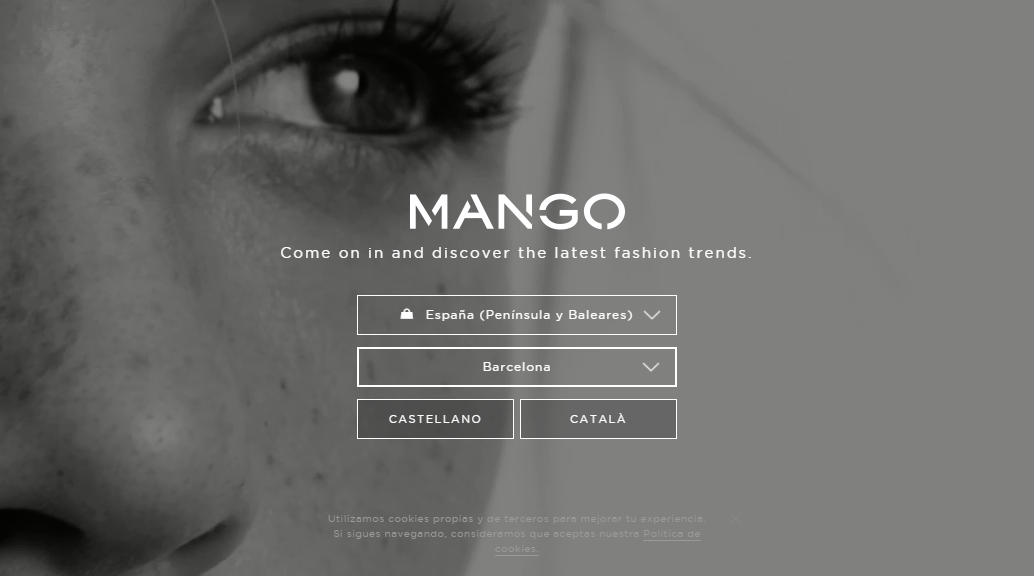 MANGO
Come on in and discover the latest fashion trends.
España (Península y Baleares)
Barcelona
CASTELLANO
CATALÀ
Utilizamos cookies propias y de terceros para mejorar tu experiencia.
Si sigues navegando, consideramos que aceptas nuestra Política de
cookies.